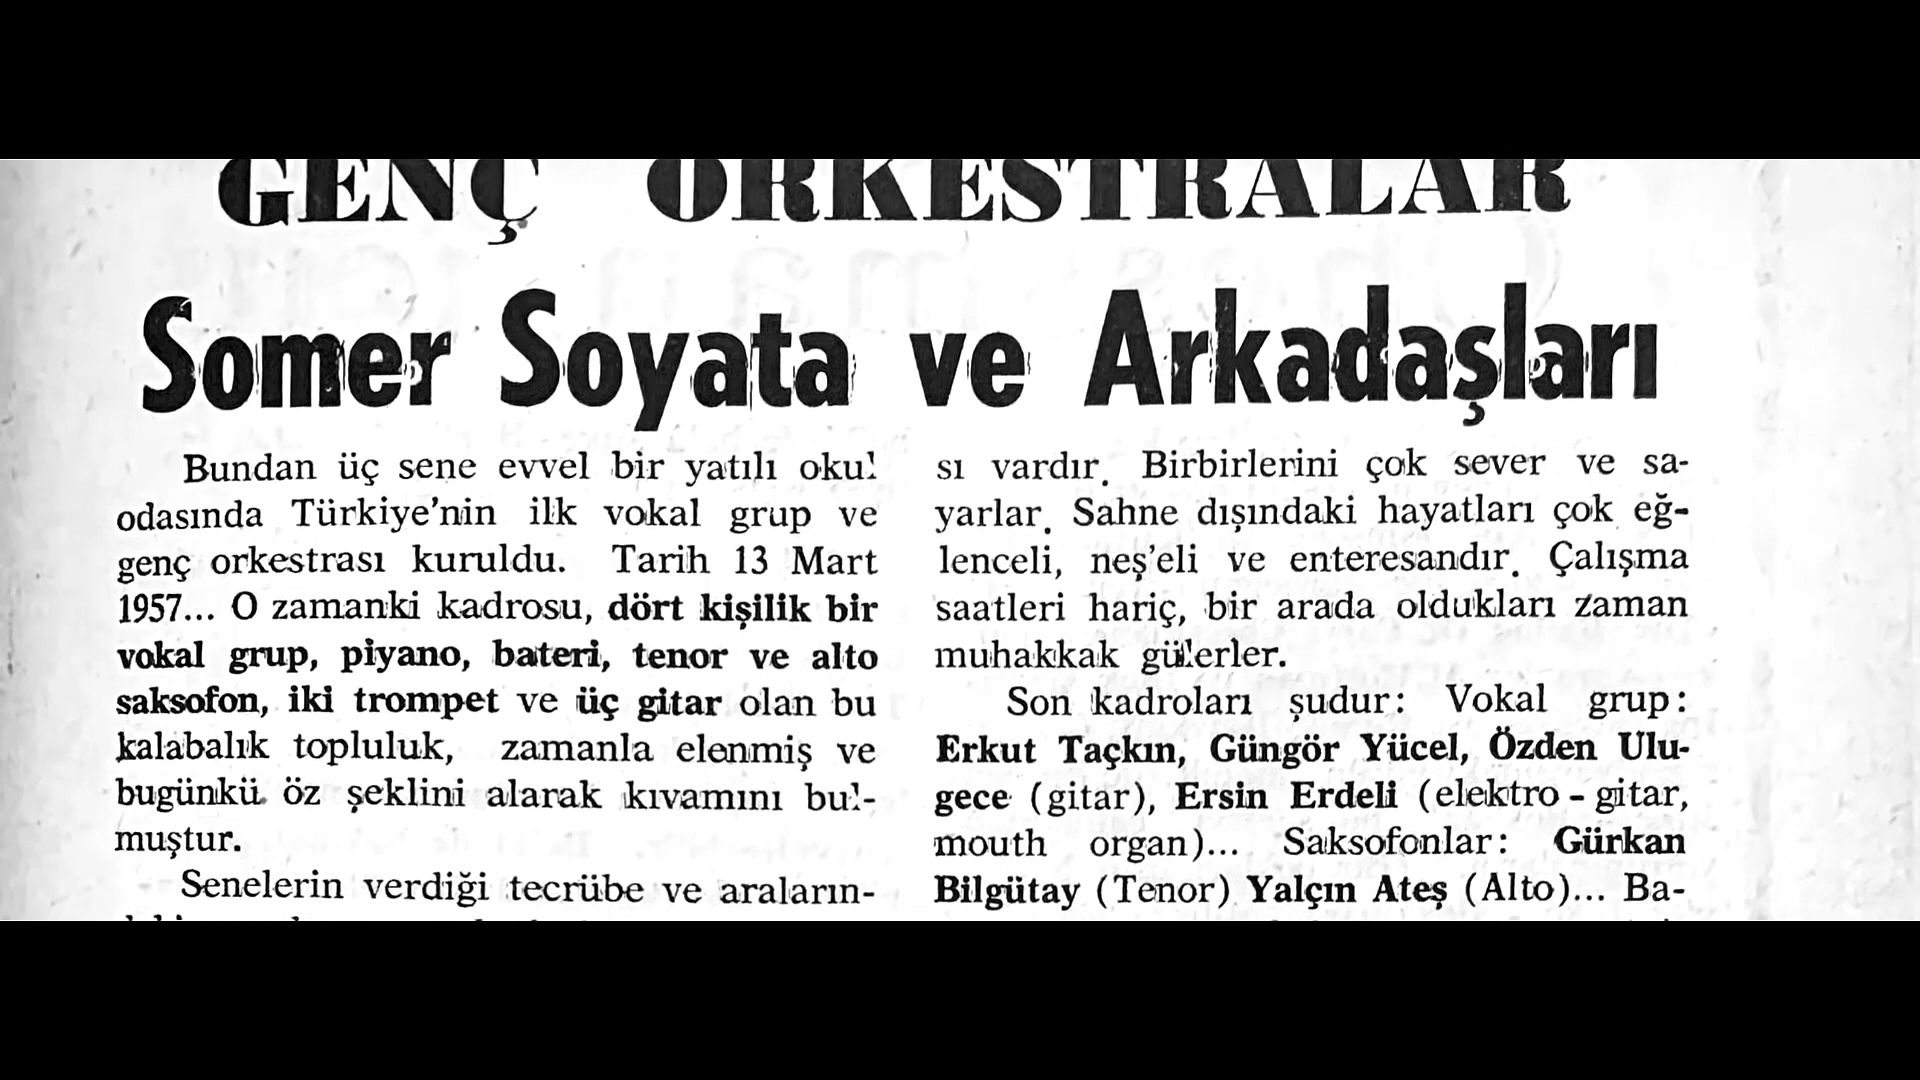 GENÇ ORKESTRALAR
Somer Soyata ve Arkadaşları
Bundan üç sene evvel bir yatılı okul
odasında Türkiye'nin ilk vokal grup ve
genç orkestrası kuruldu. Tarih 13 Mart
1957... O zamanki kadrosu, dört kişilik bir
vokal grup, piyano, bateri, tenor ve alto
saksofon, iki trompet ve üç gitar olan bu
kalabalık topluluk, zamanla elenmiş ve
bugünkü öz şeklini alarak kıvamını bul-
muştur.
Senelerin verdiği tecrübe ve araların-
sı vardır. Birbirlerini çok sever ve sa-
yarlar. Sahne dışındaki hayatları çok eğ-
lenceli, neş'eli ve enteresandır. Çalışma
saatleri hariç, bir arada oldukları zaman
muhakkak gülerler.
Son kadroları şudur: Vokal grup:
Erkut Taçkın, Güngör Yücel, Özden Ulu-
gece (gitar), Ersin Erdeli (elektro - gitar,
mouth organ)... Saksofonlar: Gürkan
Bilgütay (Tenor) Yalçın Ateş (Alto)... Ba-